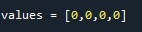 values = [0,0,0,0]